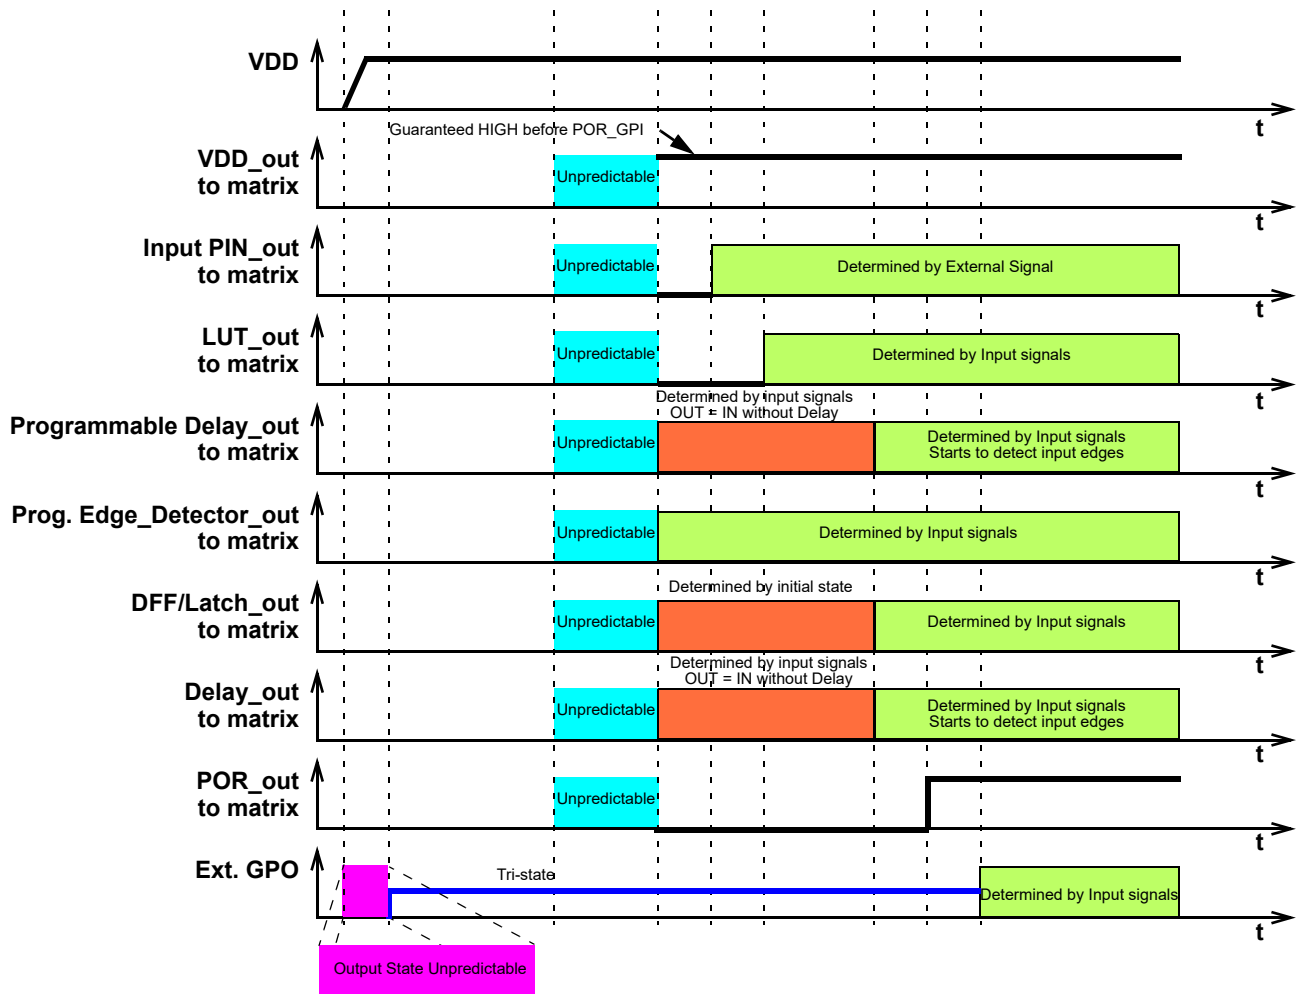 VDD
t
Guaranteed HIGH before POR_GPI
VDD_out
to matrix
Unpredictable
t
Input PIN_out
to matrix
Unpredictable
Determined by External Signal
t
LUT_out
to matrix
Unpredictable
Determined by Input signals
t
Determined by input signals
OUT = IN without Delay
Programmable Delay_out
to matrix
Unpredictable
Determined by Input signals
Starts to detect input edges
t
Prog. Edge_Detector_out
to matrix
Unpredictable
Determined by Input signals
t
Determined by initial state
DFF/Latch_out
to matrix
Unpredictable
Determined by Input signals
t
Determined by input signals
OUT = IN without Delay
Delay_out
to matrix
Unpredictable
Determined by Input signals
Starts to detect input edges
t
POR_out
to matrix
Unpredictable
t
Ext. GPO
Tri-state
Determined by Input signals
t
Output State Unpredictable